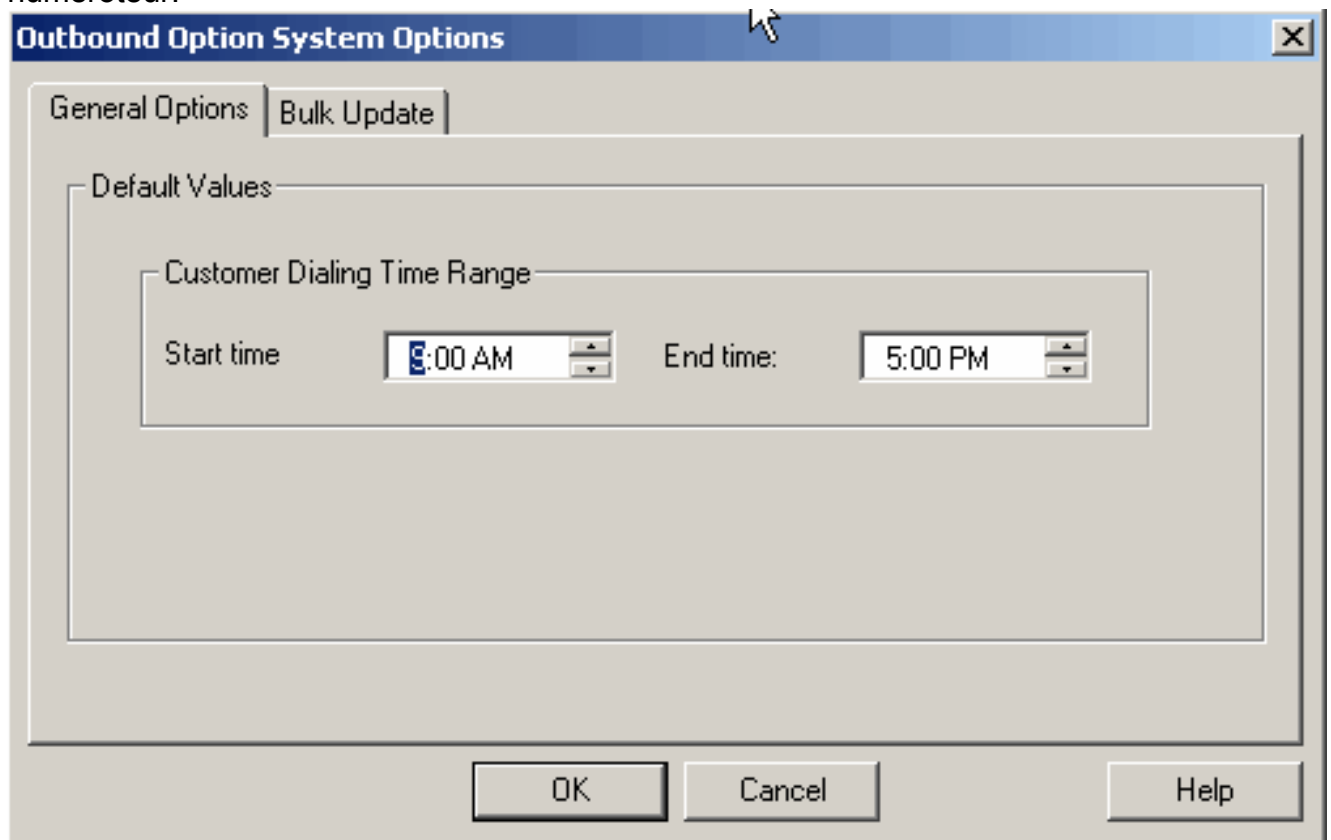 Outbound Option System Options
General Options Bulk Update
Default Values
Customer Dialing Time Range
Start time 9:00 AM End time: 5:00 PM
OK Cancel Help